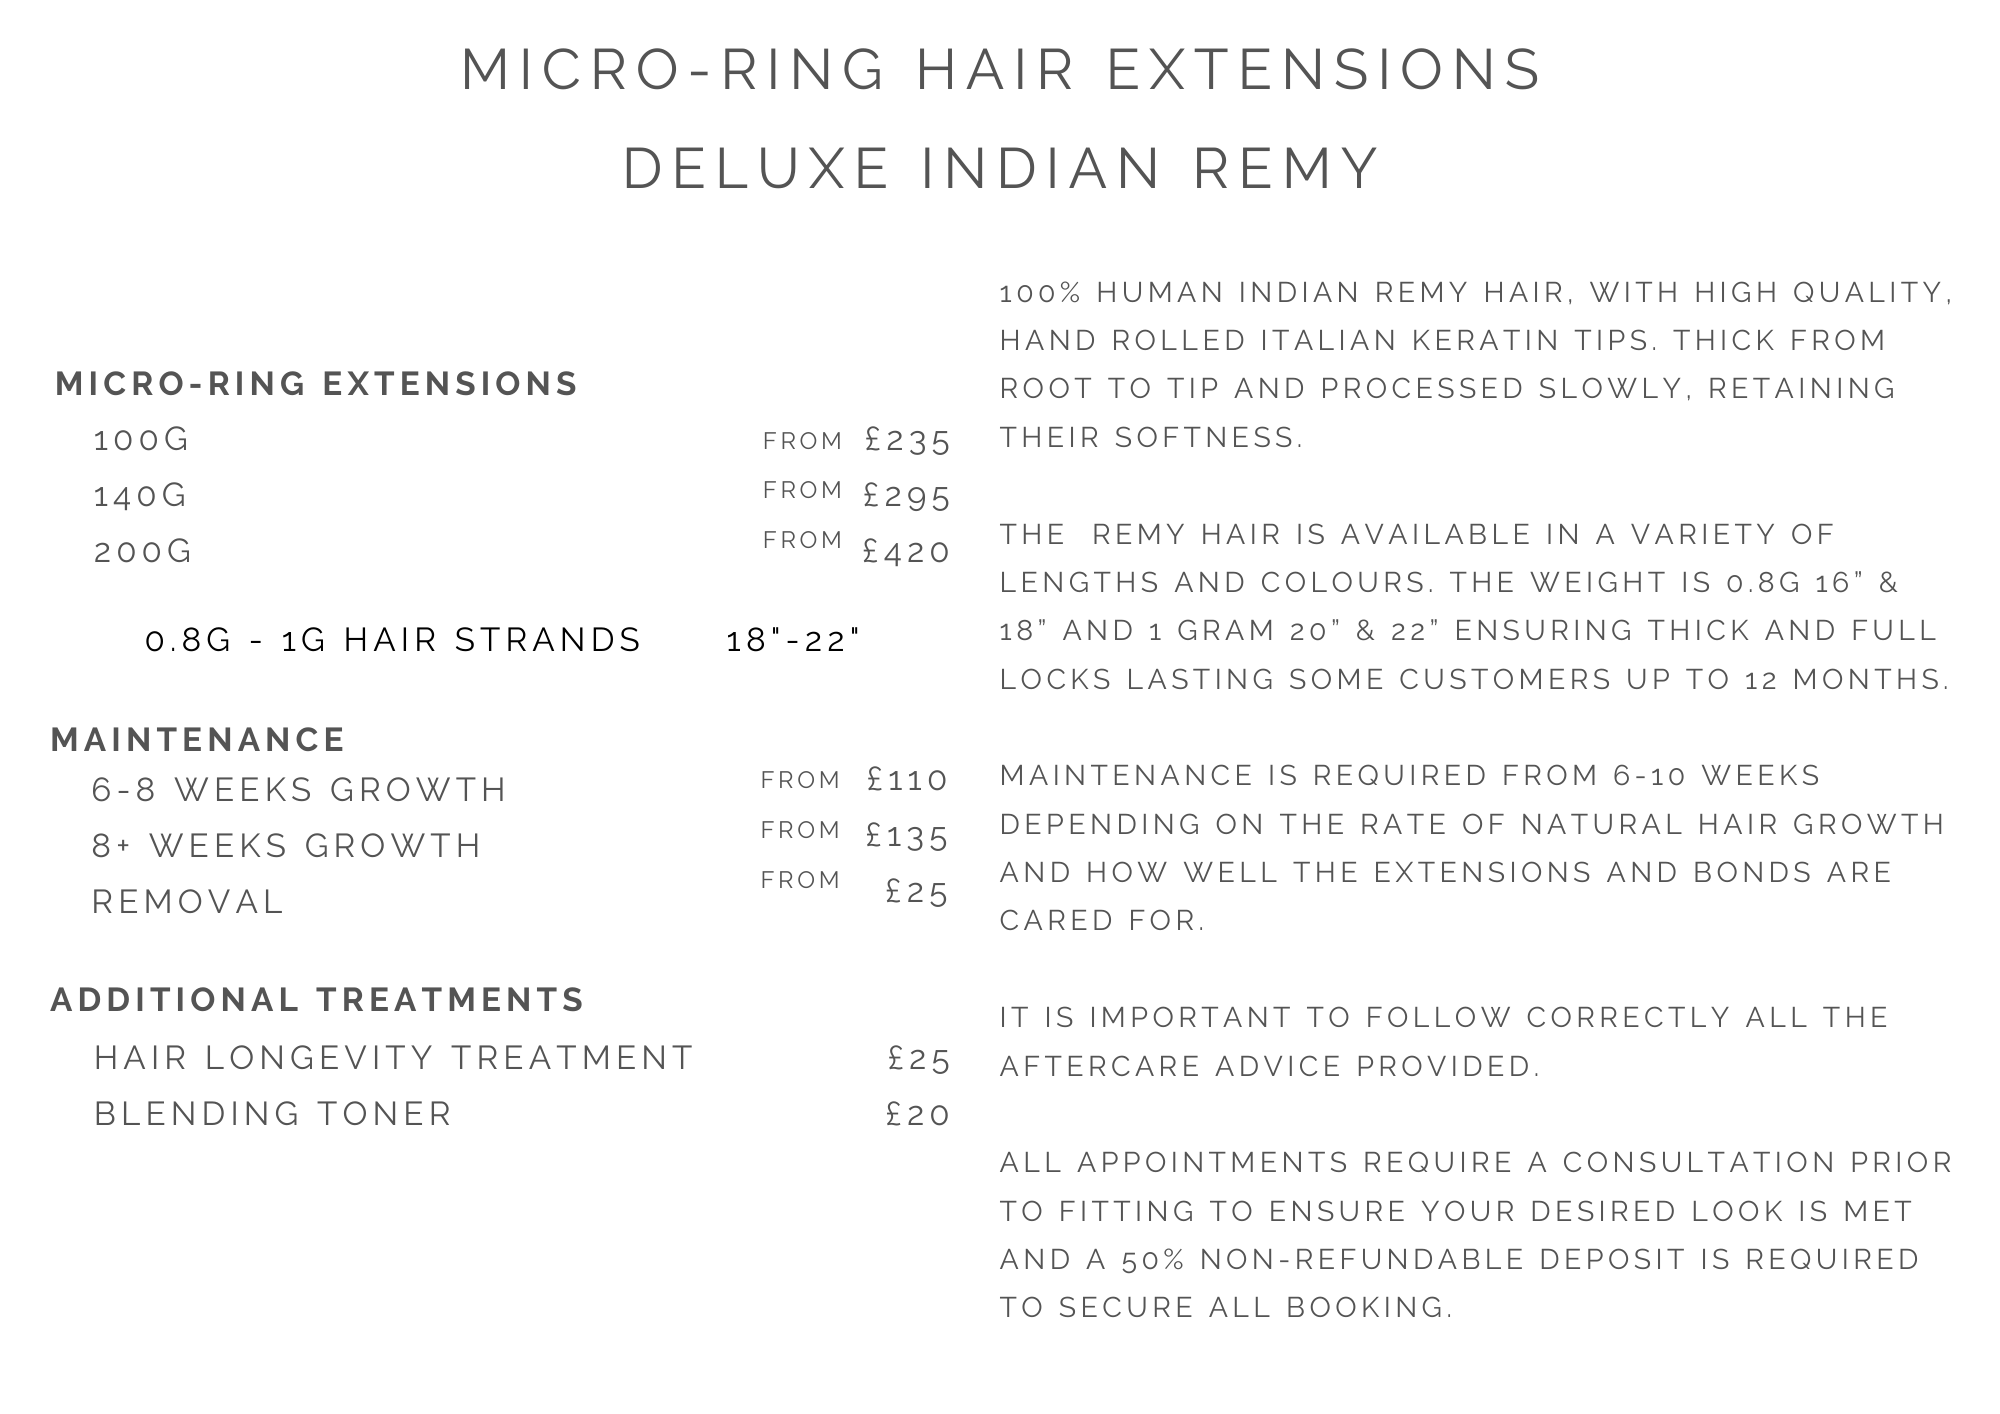 MICRO-RING HAIR EXTENSIONS
DELUXE INDIAN REMY
MICRO-RING EXTENSIONS
100G FROM £235
140G FROM £295
200G FROM £420
0.8G - 1G HAIR STRANDS 18"-22"
MAINTENANCE
6-8 WEEKS GROWTH FROM £110
8+ WEEKS GROWTH FROM £135
REMOVAL FROM £25
ADDITIONAL TREATMENTS
HAIR LONGEVITY TREATMENT £25
BLENDING TONER £20
100% HUMAN INDIAN REMY HAIR, WITH HIGH QUALITY,
HAND ROLLED ITALIAN KERATIN TIPS. THICK FROM
ROOT TO TIP AND PROCESSED SLOWLY, RETAINING
THEIR SOFTNESS.
THE  REMY HAIR IS AVAILABLE IN A VARIETY OF
LENGTHS AND COLOURS. THE WEIGHT IS 0.8G 16” &
18” AND 1 GRAM 20” & 22” ENSURING THICK AND FULL
LOCKS LASTING SOME CUSTOMERS UP TO 12 MONTHS.
MAINTENANCE IS REQUIRED FROM 6-10 WEEKS
DEPENDING ON THE RATE OF NATURAL HAIR GROWTH
AND HOW WELL THE EXTENSIONS AND BONDS ARE
CARED FOR.
IT IS IMPORTANT TO FOLLOW CORRECTLY ALL THE
AFTERCARE ADVICE PROVIDED.
ALL APPOINTMENTS REQUIRE A CONSULTATION PRIOR
TO FITTING TO ENSURE YOUR DESIRED LOOK IS MET
AND A 50% NON-REFUNDABLE DEPOSIT IS REQUIRED
TO SECURE ALL BOOKING.